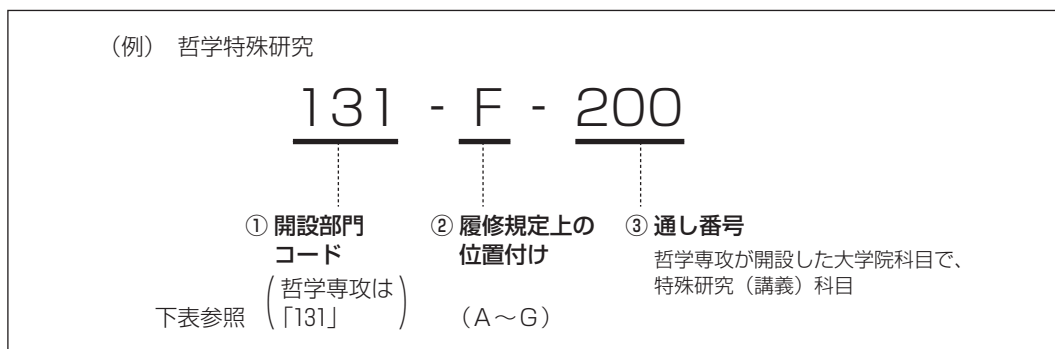 （例） 哲学特殊研究
131 - F - 200
① 開設部門
コード
② 履修規定上の
位置付け
③ 通し番号
哲学専攻が開設した大学院科目で、
特殊研究（講義）科目
下表参照 （哲学専攻は
「131」）
（A～G）